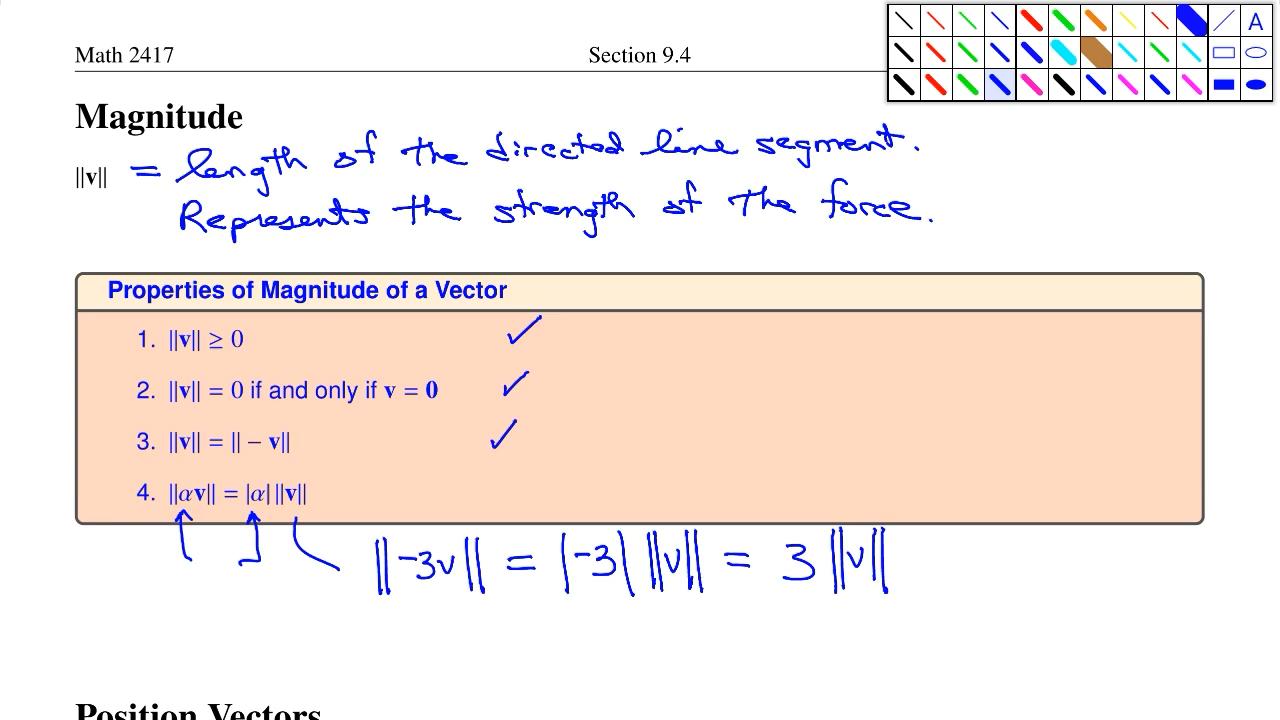 Math 2417 Section 9.4
A
Magnitude
||v|| = length of the directed line segment.
Represents the strength of the force.
Properties of Magnitude of a Vector
1. ||v|| ≥ 0 ✓
2. ||v|| = 0 if and only if v = 0 ✓
3. ||v|| = || − v|| ✓
4. ||αv|| = |α| ||v||
||-3v|| = |-3| ||v|| = 3 ||v||
Position Vectors